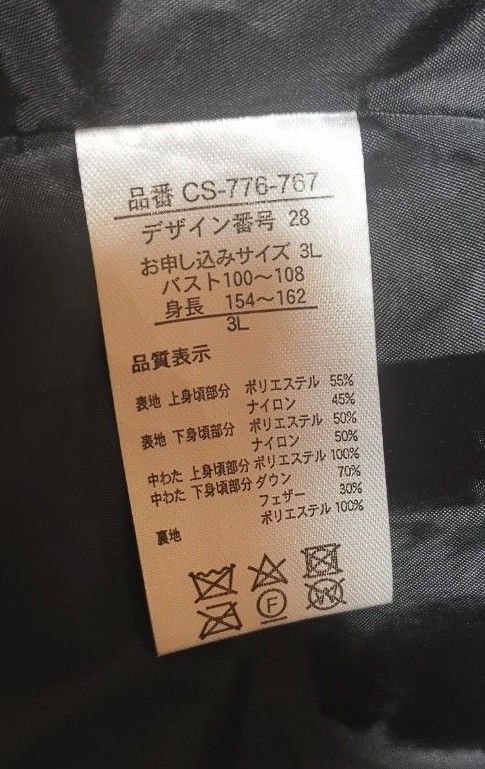 品番 CS-776-767
デザイン番号 28
お申し込みサイズ 3L
バスト100〜108
身長 154〜162
3L
品質表示
表地 上身頃部分 ポリエステル 55%
ナイロン 45%
表地 下身頃部分 ポリエステル 50%
ナイロン 50%
中わた 上身頃部分 ポリエステル 100%
中わた 下身頃部分 ダウン 70%
フェザー 30%
裏地 ポリエステル 100%
F W